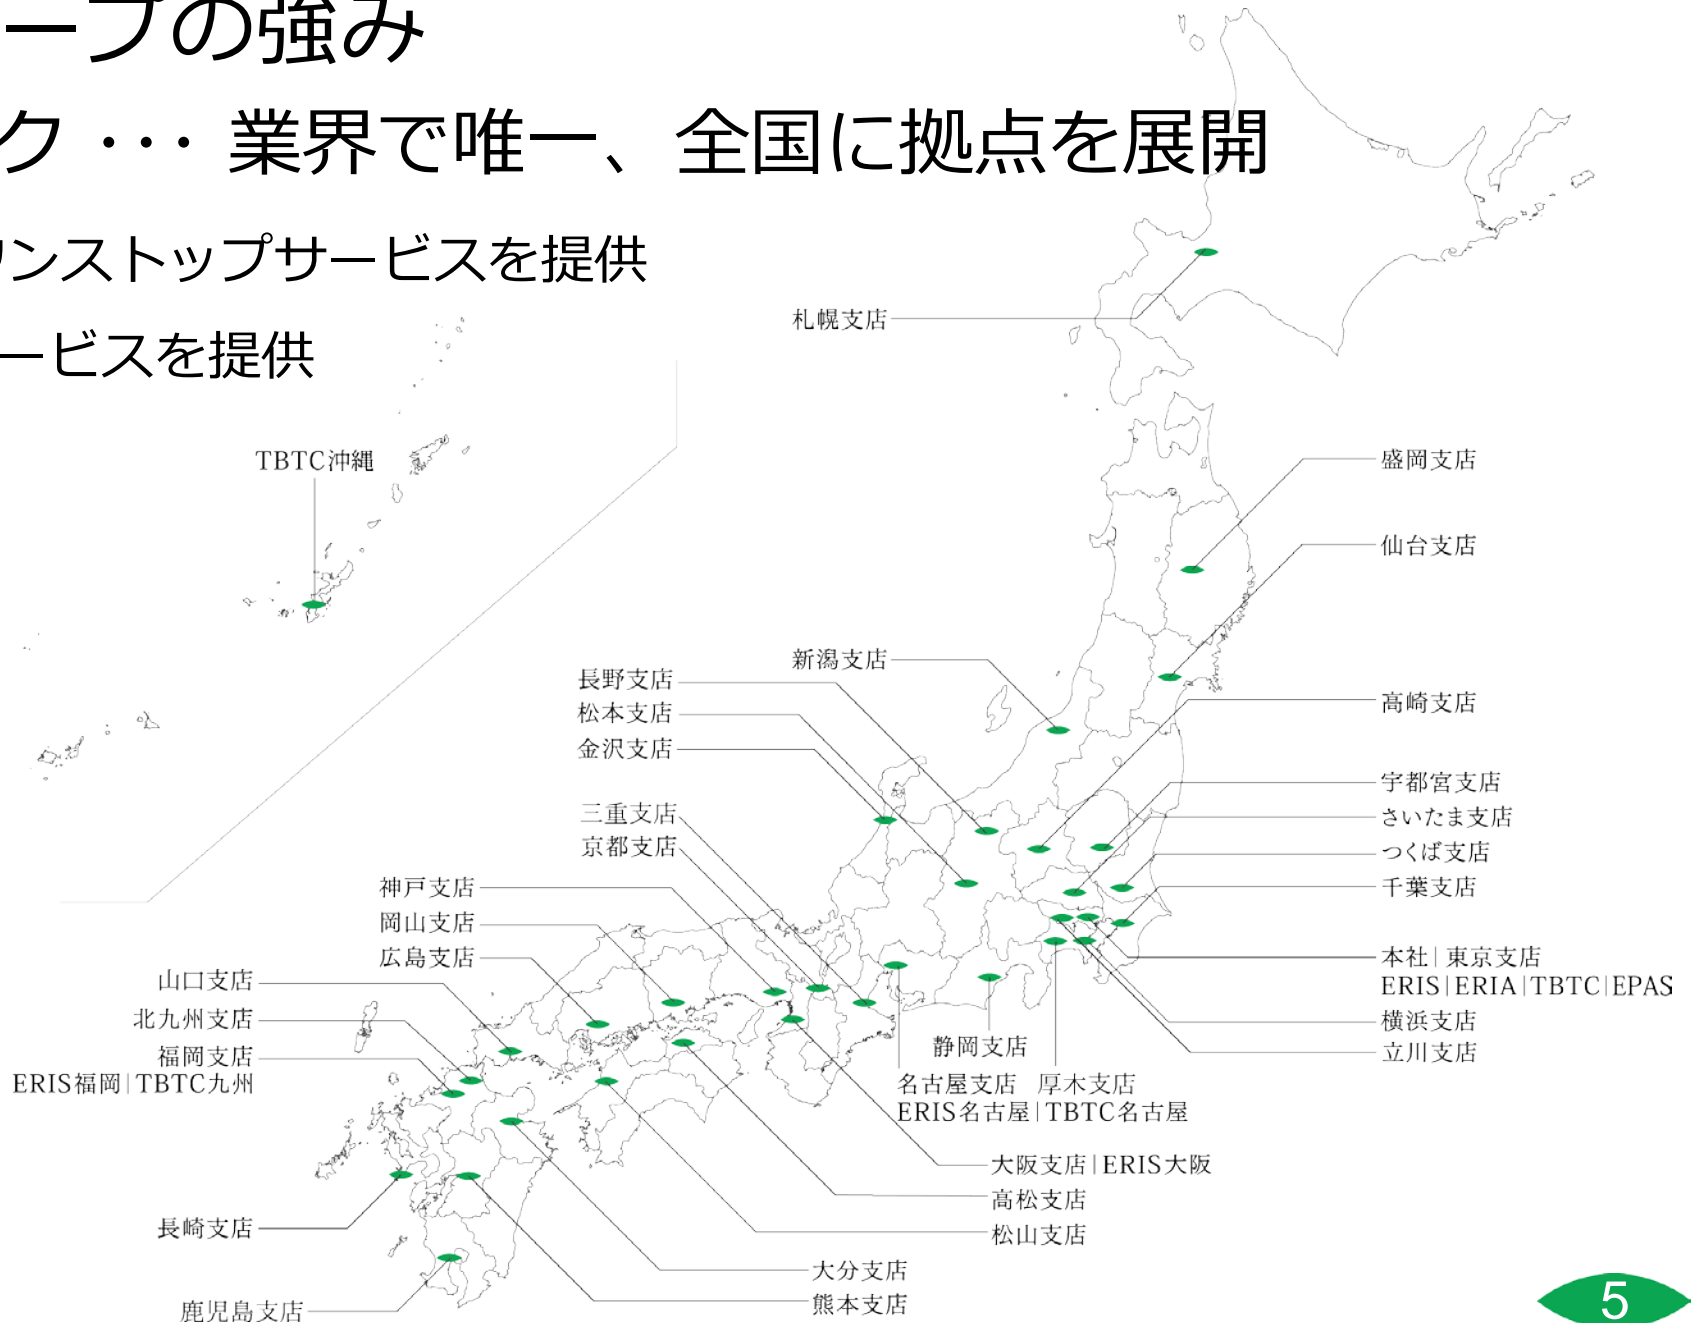 ープの強み
ク ･･･ 業界で唯一、全国に拠点を展開
ンストップサービスを提供
ービスを提供
札幌支店
TBTC沖縄
盛岡支店
仙台支店
新潟支店
長野支店
松本支店
金沢支店
高崎支店
宇都宮支店
さいたま支店
つくば支店
千葉支店
三重支店
京都支店
神戸支店
岡山支店
広島支店
山口支店
北九州支店
福岡支店
ERIS福岡|TBTC九州
本社|東京支店
ERIS|ERIA|TBTC|EPAS
横浜支店
立川支店
静岡支店
名古屋支店 厚木支店
ERIS名古屋|TBTC名古屋
大阪支店|ERIS大阪
高松支店
松山支店
長崎支店
大分支店
熊本支店
鹿児島支店
5